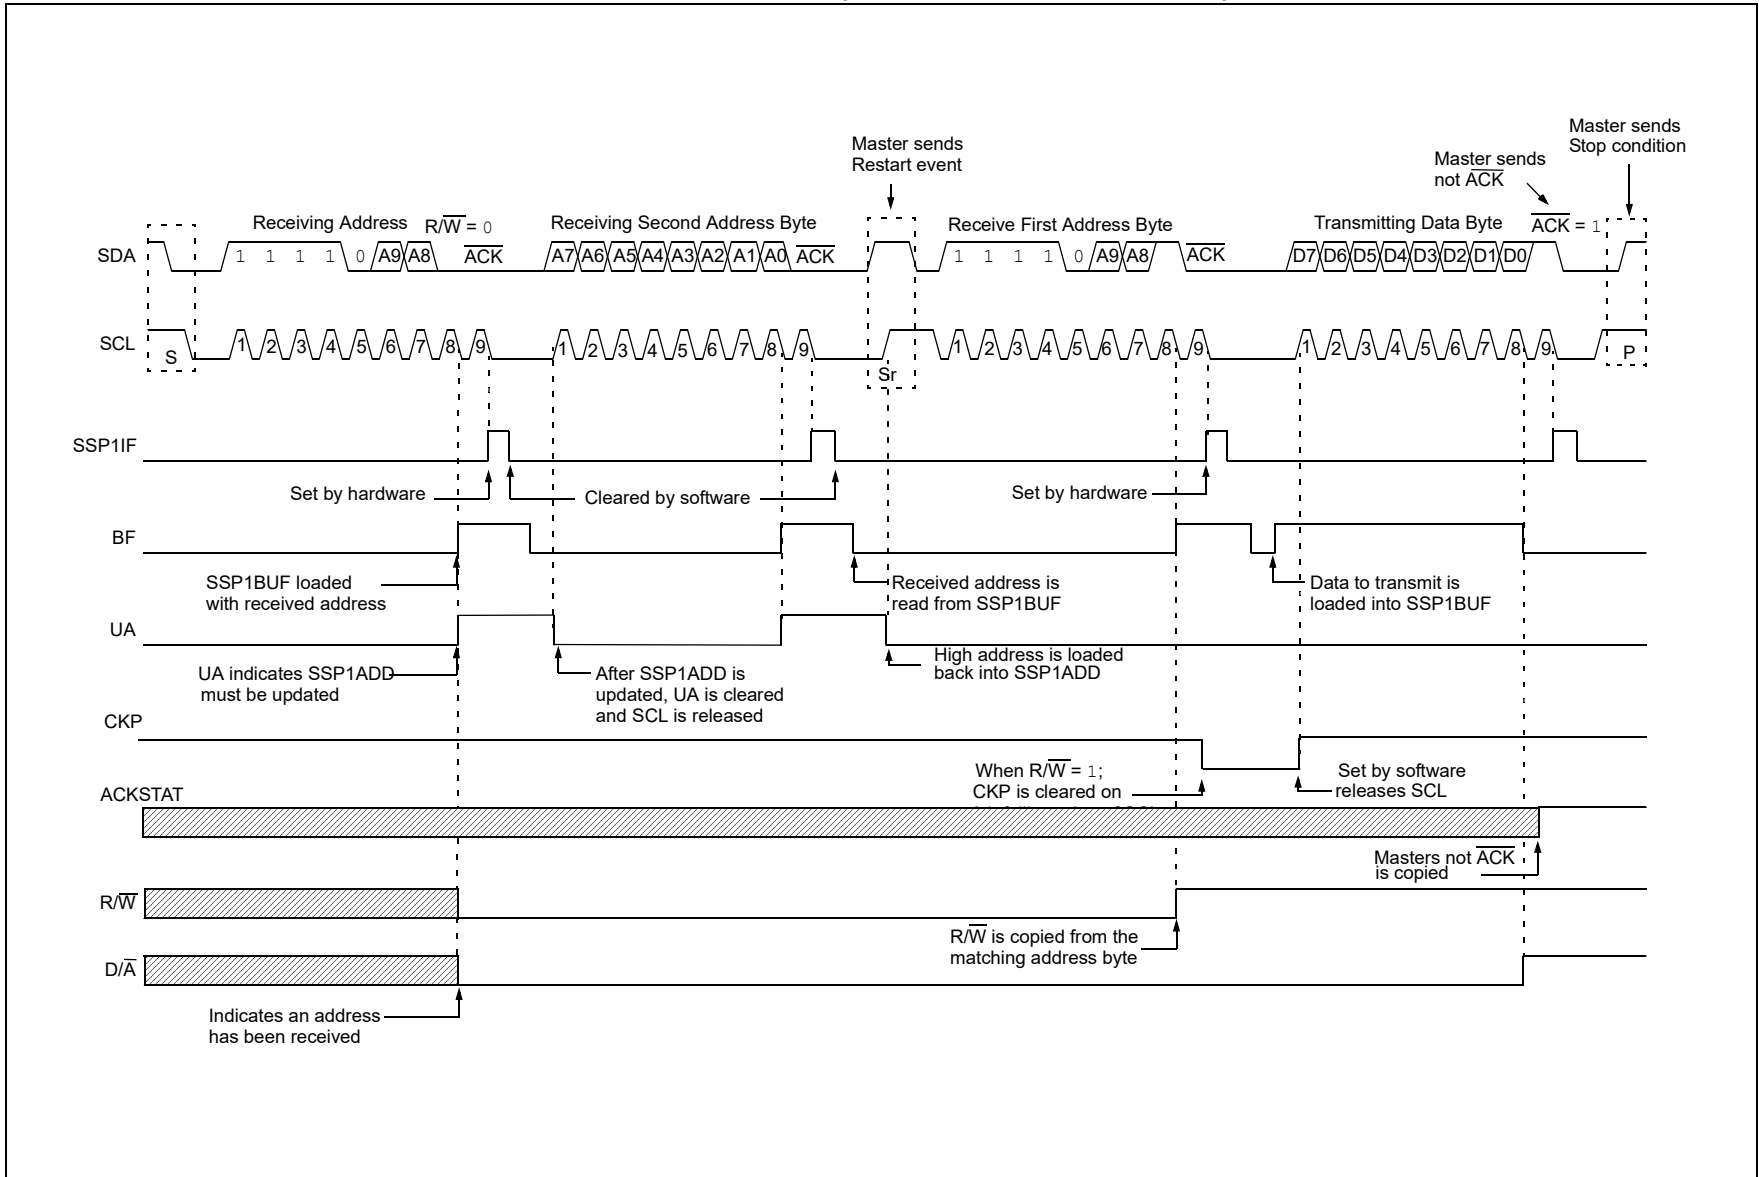 Master sends
Restart event
Master sends
not ACK
Master sends
Stop condition
Receiving Address R/W = 0
Receiving Second Address Byte
Receive First Address Byte
Transmitting Data Byte
ACK = 1
SDA 1 1 1 1 0 A9 A8 ACK A7 A6 A5 A4 A3 A2 A1 A0 ACK 1 1 1 1 0 A9 A8 ACK D7 D6 D5 D4 D3 D2 D1 D0
SCL S 1 2 3 4 5 6 7 8 9 1 2 3 4 5 6 7 8 9 Sr 1 2 3 4 5 6 7 8 9 1 2 3 4 5 6 7 8 9 P
SSP1IF
Set by hardware
Cleared by software
Set by hardware
BF
SSP1BUF loaded
with received address
Received address is
read from SSP1BUF
Data to transmit is
loaded into SSP1BUF
UA
UA indicates SSP1ADD
must be updated
After SSP1ADD is
updated, UA is cleared
and SCL is released
High address is loaded
back into SSP1ADD
CKP
When R/W = 1;
CKP is cleared on
Set by software
releases SCL
ACKSTAT
Masters not ACK
is copied
R/W
R/W is copied from the
matching address byte
D/A
Indicates an address
has been received